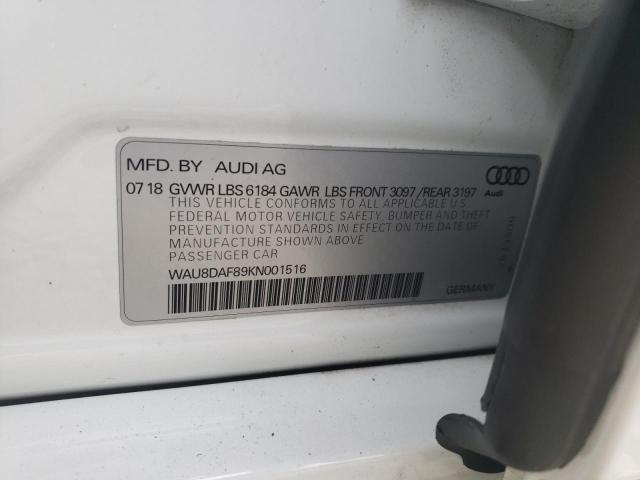 MFD. BY AUDI AG
07 18 GVWR LBS 6184 GAWR LBS FRONT 3097 /REAR 3197
Audi
THIS VEHICLE CONFORMS TO ALL APPLICABLE U.S
FEDERAL MOTOR VEHICLE SAFETY, BUMPER AND THEFT
PREVENTION STANDARDS IN EFFECT ON THE DATE OF
MANUFACTURE SHOWN ABOVE
PASSENGER CAR
WAU8DAF89KN001516
GERMANY